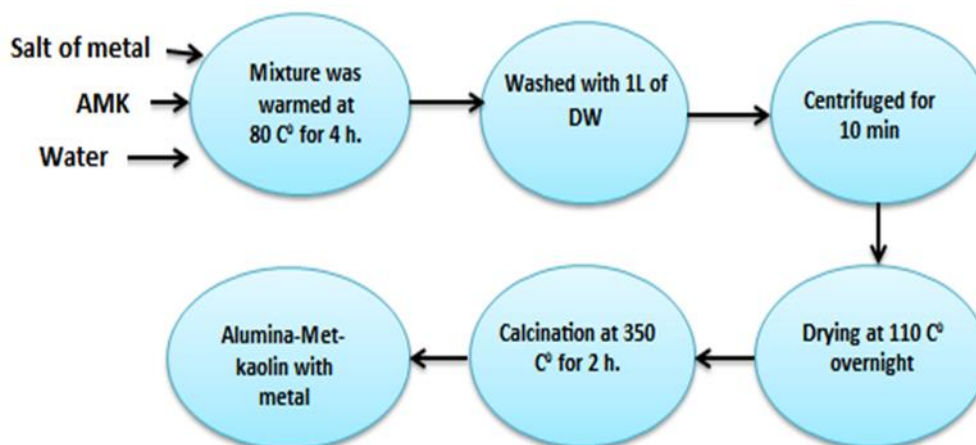 Salt of metal
AMK
Water
Mixture was
warmed at
80 C⁰ for 4 h.
Washed with 1L of
DW
Centrifuged for
10 min
Drying at 110 C⁰
overnight
Calcination at 350
C⁰ for 2 h.
Alumina-Met-
kaolin with
metal